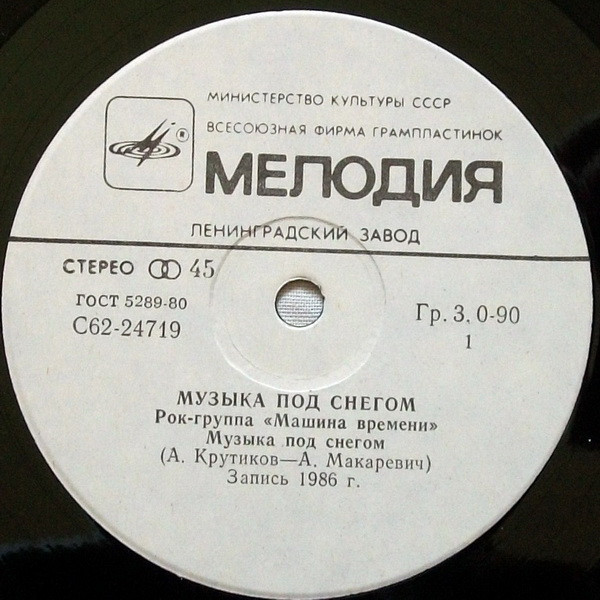 МИНИСТЕРСТВО КУЛЬТУРЫ СССР
ВСЕСОЮЗНАЯ ФИРМА ГРАМПЛАСТИНОК
®
МЕЛОДИЯ
ЛЕНИНГРАДСКИЙ ЗАВОД
СТЕРЕО 45
ГОСТ 5289-80
С62-24719
Гр. 3. 0-90
1
МУЗЫКА ПОД СНЕГОМ
Рок-группа «Машина времени»
Музыка под снегом
(А. Крутиков—А. Макаревич)
Запись 1986 г.